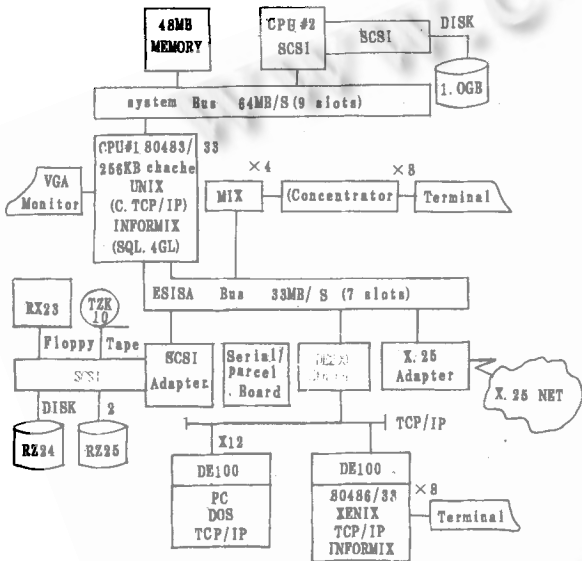 48MB
MEMORY
CPU #2
SCSI
SCSI
DISK
1.0GB
system Bus 64MB/S (9 slots)
CPU#1 80483/33
256KB chache
UNIX
(C. TCP/IP)
INFORMIX
(SQL. 4GL)
VGA
Monitor
×4
MIX
(Concentrator
×8
Terminal
ESISA Bus 33MB/S (7 slots)
RX23
TZK
10
Floppy
Tape
SCSI
SCSI
Adapter
Serial/
parcel
Board
X.25
Adapter
X.25 NET
DISK
2
RZ24
RZ25
TCP/IP
X12
DE100
PC
DOS
TCP/IP
DE100
80486/33
XENIX
TCP/IP
INFORMIX
×8
Terminal